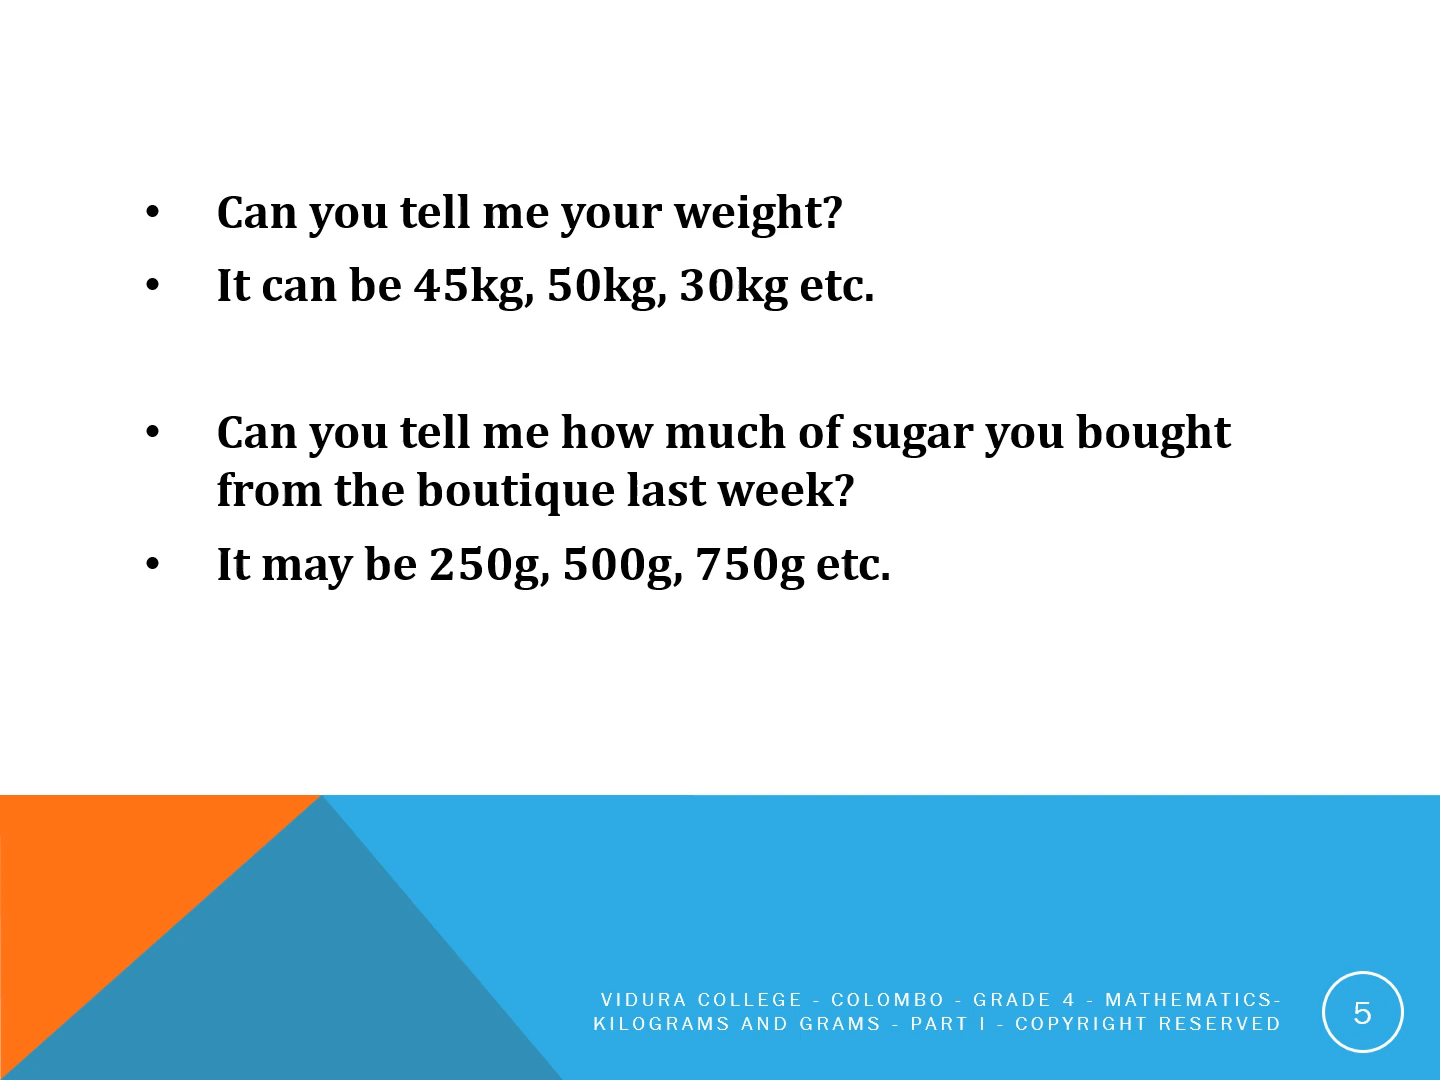 • Can you tell me your weight?
• It can be 45kg, 50kg, 30kg etc.
• Can you tell me how much of sugar you bought
from the boutique last week?
• It may be 250g, 500g, 750g etc.
VIDURA COLLEGE - COLOMBO - GRADE 4 - MATHEMATICS-
KILOGRAMS AND GRAMS - PART I - COPYRIGHT RESERVED
5